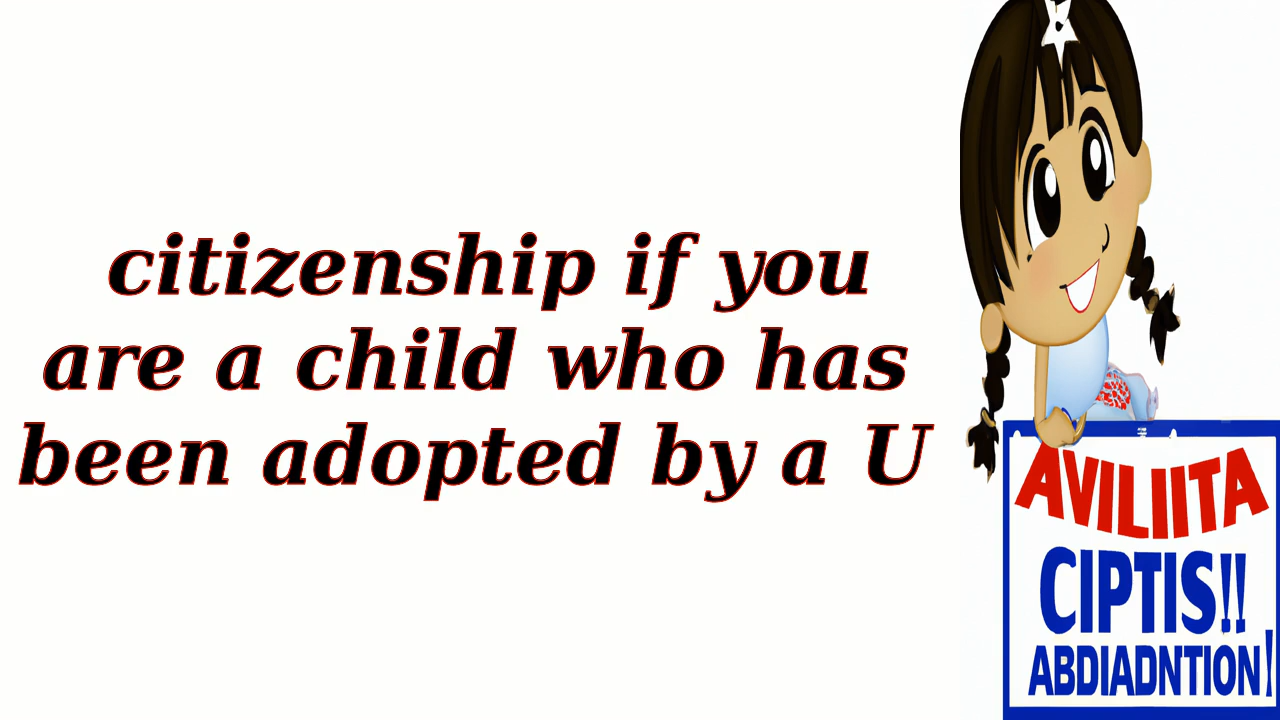 citizenship if you
are a child who has
been adopted by a U
AVILIITA
CIPTIS!!
ABDIADNTION!